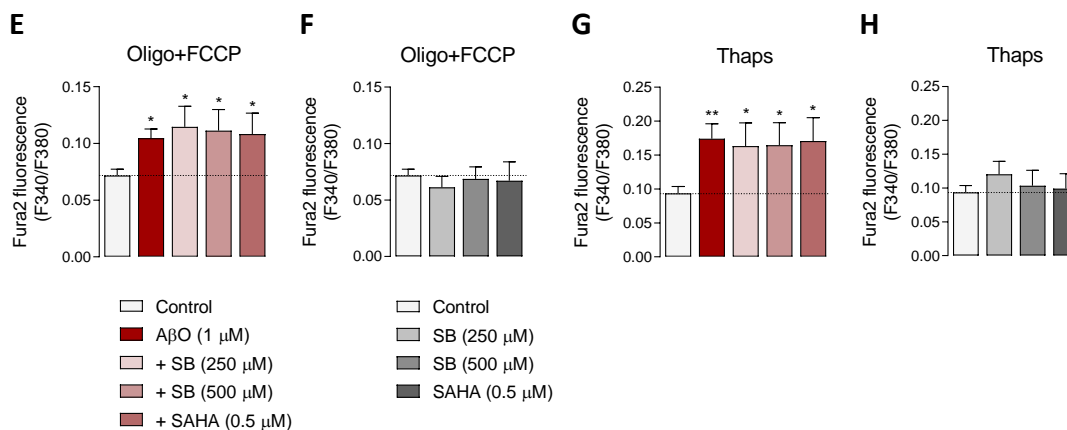 E
Oligo+FCCP
Fura2 fluorescence
(F340/F380)
0.15
0.10
0.05
0.00
*
*
*
*
F
Oligo+FCCP
Fura2 fluorescence
(F340/F380)
0.15
0.10
0.05
0.00
G
Thaps
Fura2 fluorescence
(F340/F380)
0.25
0.20
0.15
0.10
0.05
0.00
**
*
*
*
H
Thaps
Fura2 fluorescence
(F340/F380)
0.25
0.20
0.15
0.10
0.05
0.00
Control
AβO (1 μM)
+ SB (250 μM)
+ SB (500 μM)
+ SAHA (0.5 μM)
Control
SB (250 μM)
SB (500 μM)
SAHA (0.5 μM)